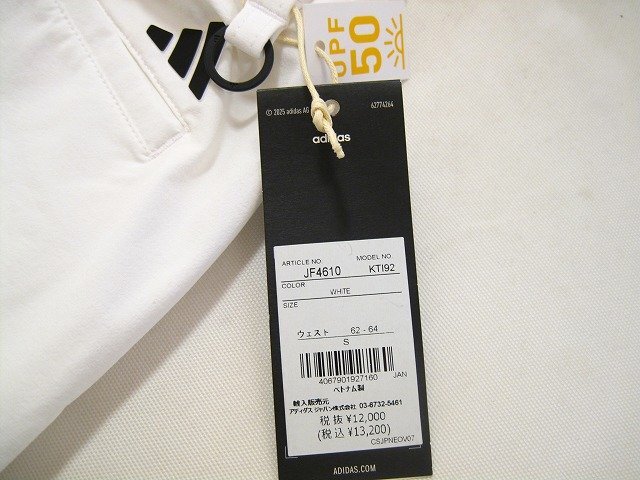 UPF
50
© 2025 adidas AG
62774264
adidas
ARTICLE NO.
MODEL NO.
JF4610
KTI92
COLOR
WHITE
SIZE
ウェスト 62 - 64
S
4067901927160 JAN
ベトナム製
輸入販売元
アディダス ジャパン株式会社 03-6732-5461
税抜¥12,000
(税込¥13,200)
CSJPNEOV07
ADIDAS.COM